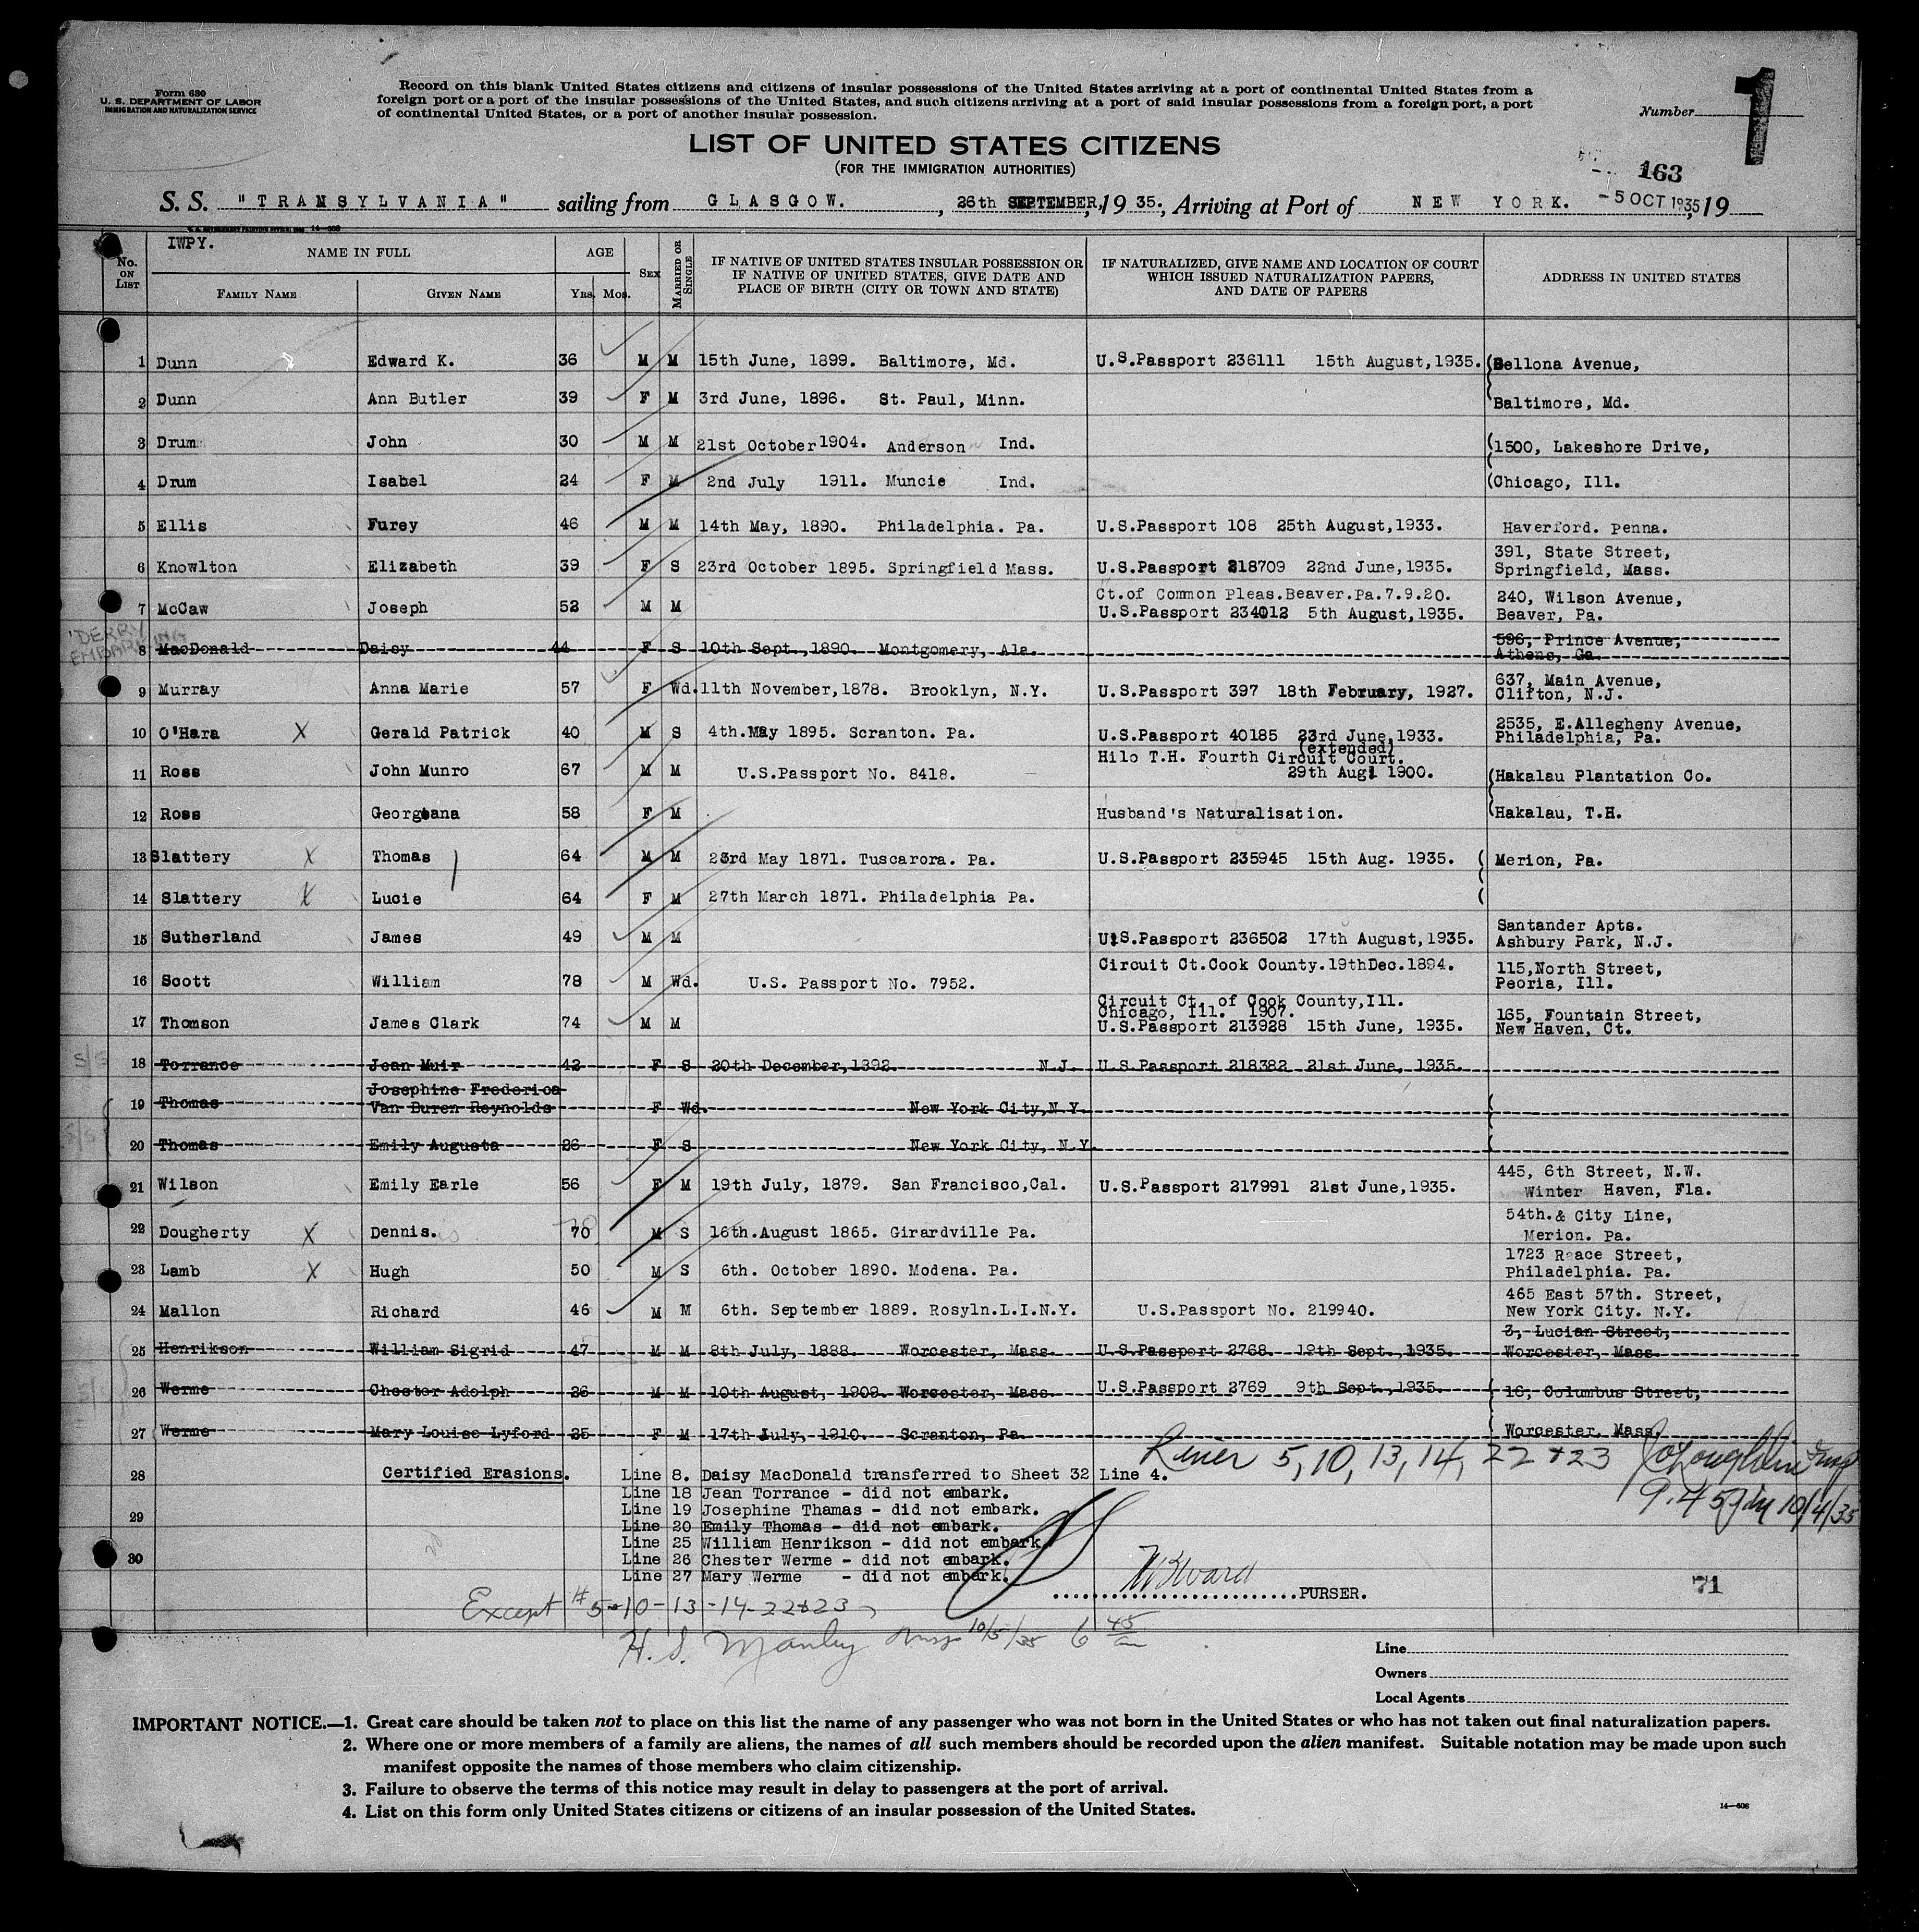 Form 630
U. S. DEPARTMENT OF LABOR
IMMIGRATION AND NATURALIZATION SERVICE
Record on this blank United States citizens and citizens of insular possessions of the United States arriving at a port of continental United States from a
foreign port or a port of the insular possessions of the United States, and such citizens arriving at a port of said insular possessions from a foreign port, a port
of continental United States, or a port of another insular possession.
Number 1
LIST OF UNITED STATES CITIZENS
(FOR THE IMMIGRATION AUTHORITIES)
163
S. S. "TRANSYLVANIA" sailing from GLASGOW. , 26th SEPTEMBER, 19 35., Arriving at Port of NEW YORK. -5 OCT 1935, 19
IWPY.
No. ON LIST NAME IN FULL AGE SEX MARRIED OR SINGLE IF NATIVE OF UNITED STATES INSULAR POSSESSION OR IF NATIVE OF UNITED STATES, GIVE DATE AND PLACE OF BIRTH (CITY OR TOWN AND STATE) IF NATURALIZED, GIVE NAME AND LOCATION OF COURT WHICH ISSUED NATURALIZATION PAPERS, AND DATE OF PAPERS ADDRESS IN UNITED STATES
FAMILY NAME GIVEN NAME YRS. MOS.
1 Dunn Edward K. 36 M M 15th June, 1899. Baltimore, Md. U.S.Passport 236111 15th August,1935. (Bellona Avenue,
2 Dunn Ann Butler 39 F M 3rd June, 1896. St. Paul, Minn. Baltimore, Md.
3 Drum John 30 M M 21st October 1904. Anderson Ind. (1500, Lakeshore Drive,
4 Drum Isabel 24 F M 2nd July 1911. Muncie Ind. (Chicago, Ill.
5 Ellis Furey 46 M M 14th May, 1890. Philadelphia. Pa. U.S.Passport 108 25th August,1933. Haverford. Penna.
391, State Street,
6 Knowlton Elizabeth 39 F S 23rd October 1895. Springfield Mass. U.S.Passport 218709 22nd June,1935. Springfield, Mass.
Ct.of Common Pleas.Beaver.Pa.7.9.20. 240, Wilson Avenue,
7 McCaw Joseph 52 M M U.S.Passport 234012 5th August,1935. Beaver, Pa.
'DERRY EMBARKING
596, Prince Avenue,
8 MacDonald Daisy 44 F S 10th Sept.,1890. Montgomery, Ala. Athens, Ga.
637, Main Avenue,
9 Murray Anna Marie 57 F Wd. 11th November,1878. Brooklyn, N.Y. U.S.Passport 397 18th February, 1927. Clifton, N.J.
2535, E.Allegheny Avenue,
10 O'Hara X Gerald Patrick 40 M S 4th.May 1895. Scranton. Pa. U.S.Passport 40185 23rd June,1933. Philadelphia, Pa.
(extended)
Hilo T.H. Fourth Circuit Court.
11 Ross John Munro 67 M M U.S.Passport No. 8418. 29th Aug. 1900. (Hakalau Plantation Co.
12 Ross Georgeana 58 F M Husband's Naturalisation. (Hakalau, T.H.
13 Slattery X Thomas 64 M M 23rd May 1871. Tuscarora. Pa. U.S.Passport 235945 15th Aug. 1935. ( Merion, Pa.
14 Slattery X Lucie 64 F M 27th March 1871. Philadelphia Pa. (
Santander Apts.
15 Sutherland James 49 M M U.S.Passport 236502 17th August,1935. Ashbury Park, N.J.
Circuit Ct.Cook County.19thDec.1894. 115,North Street,
16 Scott William 78 M Wd. U.S. Passport No. 7952. Peoria, Ill.
Circuit Ct. of Cook County,Ill.
Chicago, Ill. 1907. 165, Fountain Street,
17 Thomson James Clark 74 M M U.S.Passport 213928 15th June, 1935. New Haven, Ct.
S/S 18 Torrance Jean Muir 42 F S 20th December,1892. N.J. U.S.Passport 218382 21st June, 1935.
Josephine Frederica
19 Thomas Van Buren Reynolds F Wd. New York City,N.Y. (
S/S 20 Thomas Emily Augusta 26 F S New York City, N.Y. (
445, 6th Street, N.W.
21 Wilson Emily Earle 56 F M 19th July, 1879. San Francisco,Cal. U.S.Passport 217991 21st June,1935. Winter Haven, Fla.
54th.& City Line,
22 Dougherty X Dennis. 70 M S 16th.August 1865. Girardville Pa. Merion. Pa.
1723 Race Street,
23 Lamb X Hugh 50 M S 6th. October 1890. Modena. Pa. Philadelphia. Pa.
465 East 57th. Street,
24 Mallon Richard 46 M M 6th. September 1889. Rosyln.L.I.N.Y. U.S.Passport No. 219940. New York City. N.Y.
3, Lucian Street,
25 Henrikson William Sigrid 47 M M 8th July, 1888. Worcester, Mass. U.S.Passport 2768 19th Sept.,1935. Worcester, Mass.
26 Werme Chester Adolph 26 M M 10th August, 1909. Worcester, Mass. U.S.Passport 2769 9th Sept.,1935. ( 16, Columbus Street,
27 Werme Mary Louise Lyford 25 F M 17th July, 1910. Scranton, Pa. ( Worcester, Mass.
5, 10, 13, 14, 22 + 23
9.45 10/4/35
28 Certified Erasions. Line 8. Daisy MacDonald transferred to Sheet 32 Line 4.
Line 18 Jean Torrance - did not embark.
29 Line 19 Josephine Thamas - did not embark.
Line 20 Emily Thomas - did not embark.
Line 25 William Henrikson - did not embark.
30 Line 26 Chester Werme - did not embark.
Line 27 Mary Werme - did not embark.
PURSER.
71
Except #5-10-13-14-22+23
H. S. Manley Insp 10/5/35 6 45 am
Line
Owners
Local Agents
IMPORTANT NOTICE.—1. Great care should be taken not to place on this list the name of any passenger who was not born in the United States or who has not taken out final naturalization papers.
2. Where one or more members of a family are aliens, the names of all such members should be recorded upon the alien manifest. Suitable notation may be made upon such
manifest opposite the names of those members who claim citizenship.
3. Failure to observe the terms of this notice may result in delay to passengers at the port of arrival.
4. List on this form only United States citizens or citizens of an insular possession of the United States.
14—608